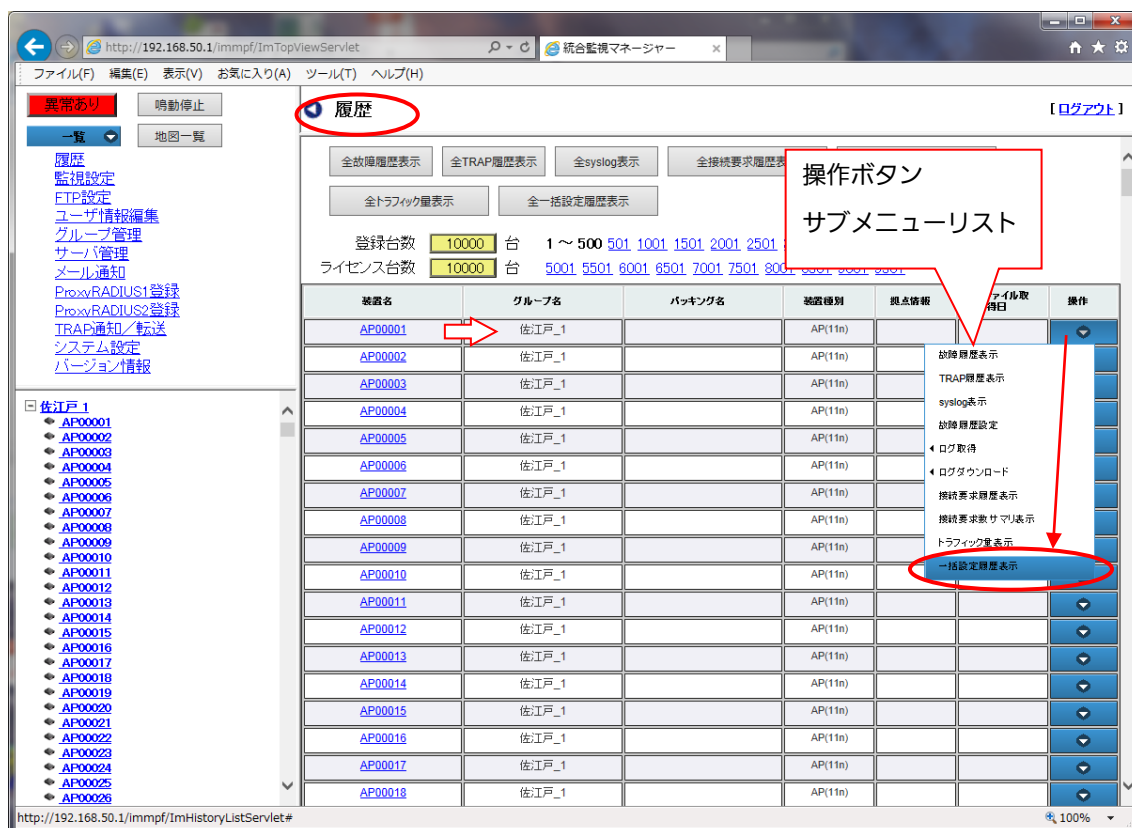 http://192.168.50.1/immpf/ImTopViewServlet
統合監視マネージャー
ファイル(F) 編集(E) 表示(V) お気に入り(A) ツール(T) ヘルプ(H)
異常あり 鳴動停止
一覧 地図一覧
履歴
監視設定
FTP設定
ユーザ情報編集
グループ管理
サーバ管理
メール通知
ProxyRADIUS1登録
ProxyRADIUS2登録
TRAP通知/転送
システム設定
バージョン情報
佐江戸_1
AP00001
AP00002
AP00003
AP00004
AP00005
AP00006
AP00007
AP00008
AP00009
AP00010
AP00011
AP00012
AP00013
AP00014
AP00015
AP00016
AP00017
AP00018
AP00019
AP00020
AP00021
AP00022
AP00023
AP00024
AP00025
AP00026
履歴 [ログアウト]
全故障履歴表示 全TRAP履歴表示 全syslog表示 全接続要求履歴表
全トラフィック量表示 全一括設定履歴表示
操作ボタン
サブメニューリスト
登録台数 10000 台 1 ~ 500 501 1001 1501 2001 2501
ライセンス台数 10000 台 5001 5501 6001 6501 7001 7501
装置名 グループ名 パッキング名 装置種別 拠点情報 ァイル取得日 操作
AP00001 佐江戸_1 AP(11n)
AP00002 佐江戸_1 AP(11n)
AP00003 佐江戸_1 AP(11n)
AP00004 佐江戸_1 AP(11n)
AP00005 佐江戸_1 AP(11n)
AP00006 佐江戸_1 AP(11n)
AP00007 佐江戸_1 AP(11n)
AP00008 佐江戸_1 AP(11n)
AP00009 佐江戸_1 AP(11n)
AP00010 佐江戸_1 AP(11n)
AP00011 佐江戸_1 AP(11n)
AP00012 佐江戸_1 AP(11n)
AP00013 佐江戸_1 AP(11n)
AP00014 佐江戸_1 AP(11n)
AP00015 佐江戸_1 AP(11n)
AP00016 佐江戸_1 AP(11n)
AP00017 佐江戸_1 AP(11n)
AP00018 佐江戸_1 AP(11n)
故障履歴表示
TRAP履歴表示
syslog表示
故障履歴設定
ログ取得
ログダウンロード
接続要求履歴表示
接続要求数サマリ表示
トラフィック量表示
一括設定履歴表示
http://192.168.50.1/immpf/ImHistoryListServlet# 100%